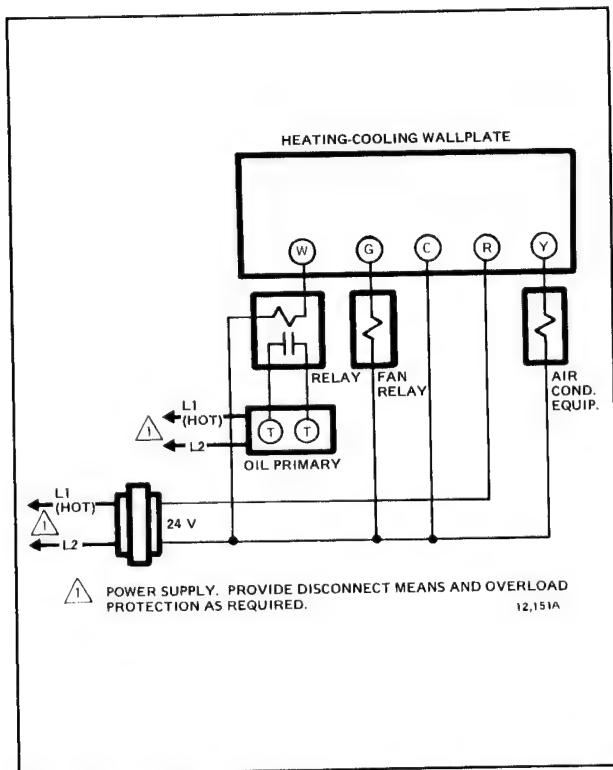 HEATING-COOLING WALLPLATE
W G C R Y
RELAY
FAN
RELAY
AIR
COND.
EQUIP.
L1
(HOT)
1
L2
T T
OIL PRIMARY
L1
(HOT)
1
L2
24 V
1 POWER SUPPLY. PROVIDE DISCONNECT MEANS AND OVERLOAD
PROTECTION AS REQUIRED.
12,151A